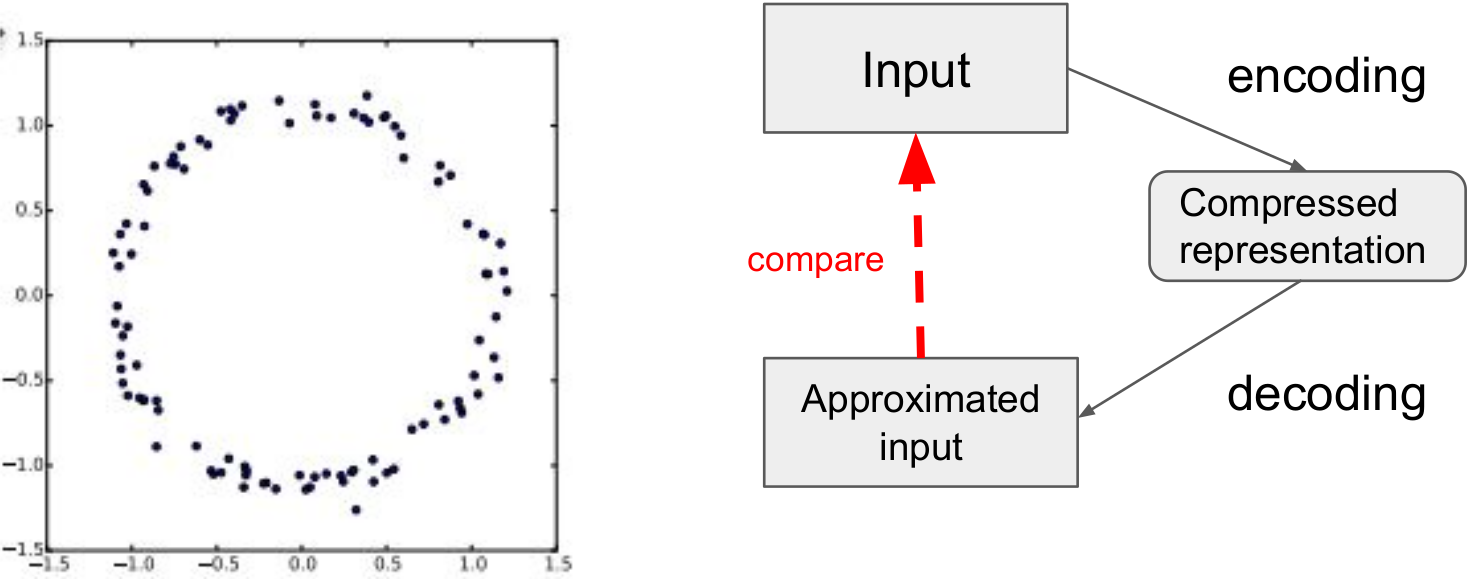 1.5
1.0
0.5
0.0
−0.5
−1.0
−1.5
−1.5 −1.0 −0.5 0.0 0.5 1.0 1.5
Input
encoding
Compressed
representation
compare
Approximated
input
decoding